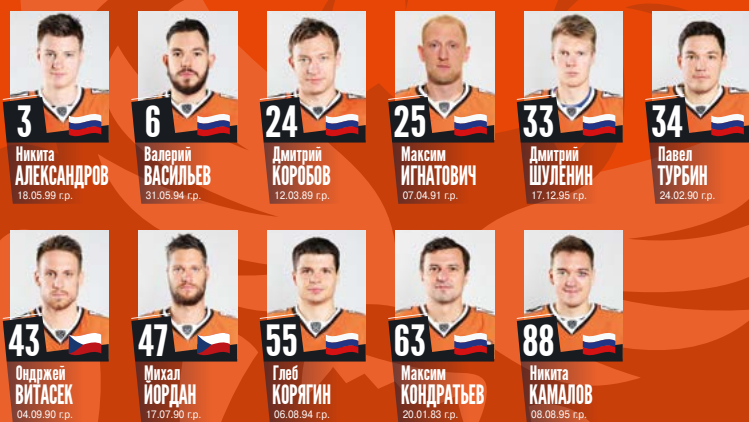 3
Никита
АЛЕКСАНДРОВ
18.05.99 г.р.
6
Валерий
ВАСИЛЬЕВ
31.05.94 г.р.
24
Дмитрий
КОРОБОВ
12.03.89 г.р.
25
Максим
ИГНАТОВИЧ
07.04.91 г.р.
33
Дмитрий
ШУЛЕНИН
17.12.95 г.р.
34
Павел
ТУРБИН
24.02.90 г.р.
43
Ондржей
ВИТАСЕК
04.09.90 г.р.
47
Михал
ЙОРДАН
17.07.90 г.р.
55
Глеб
КОРЯГИН
06.08.94 г.р.
63
Максим
КОНДРАТЬЕВ
20.01.83 г.р.
88
Никита
КАМАЛОВ
08.08.95 г.р.